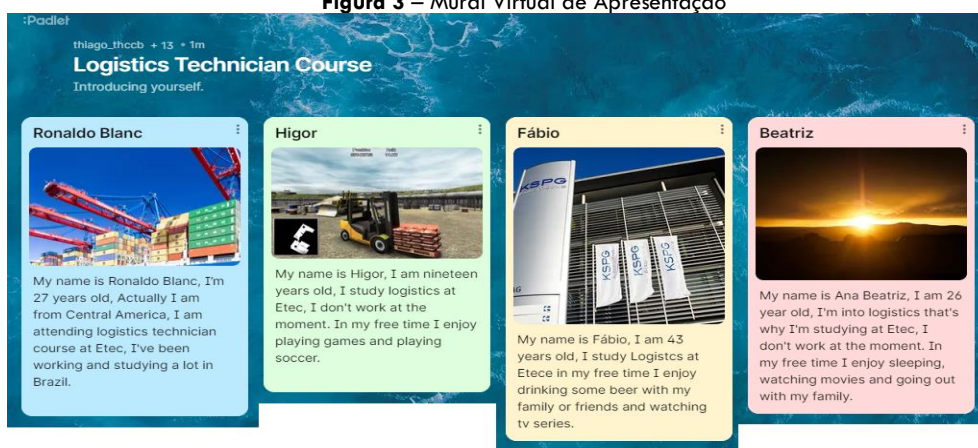 Figura 3 – Mural Virtual de Apresentação
:Padlet
thiago_thccb + 13 • 1m
Logistics Technician Course
Introducing yourself.
Ronaldo Blanc
My name is Ronaldo Blanc, I'm
27 years old, Actually I am
from Central America, I am
attending logistics technician
course at Etec, I've been
working and studying a lot in
Brazil.
Higor
My name is Higor, I am nineteen
years old, I study logistics at
Etec, I don't work at the
moment. In my free time I enjoy
playing games and playing
soccer.
Fábio
KSPG
KSPG
KSPG
KSPG
My name is Fábio, I am 43
years old, I study Logistcs at
Etece in my free time I enjoy
drinking some beer with my
family or friends and watching
tv series.
Beatriz
My name is Ana Beatriz, I am 26
year old, I'm into logistics that's
why I'm studying at Etec, I
don't work at the moment. In
my free time I enjoy sleeping,
watching movies and going out
with my family.